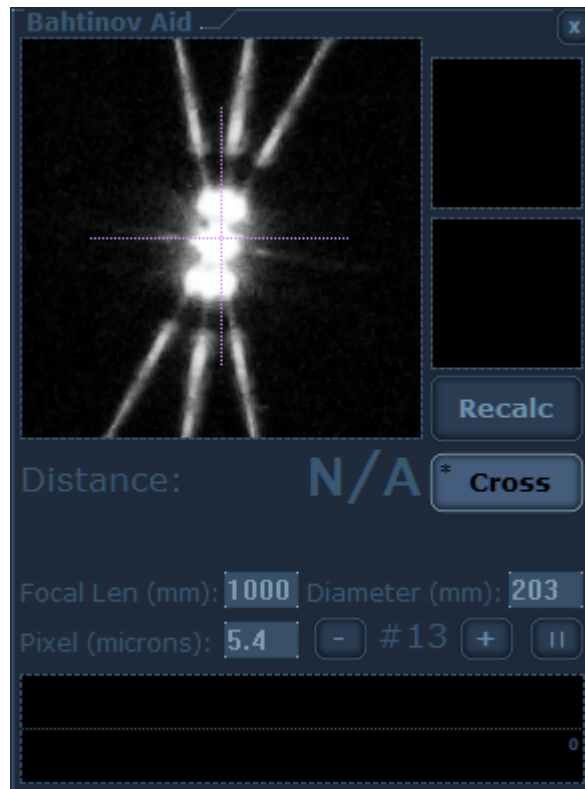 Bahtinov Aid x
Recalc
Distance: N/A * Cross
Focal Len (mm): 1000 Diameter (mm): 203
Pixel (microns): 5.4 - #13 + II
0